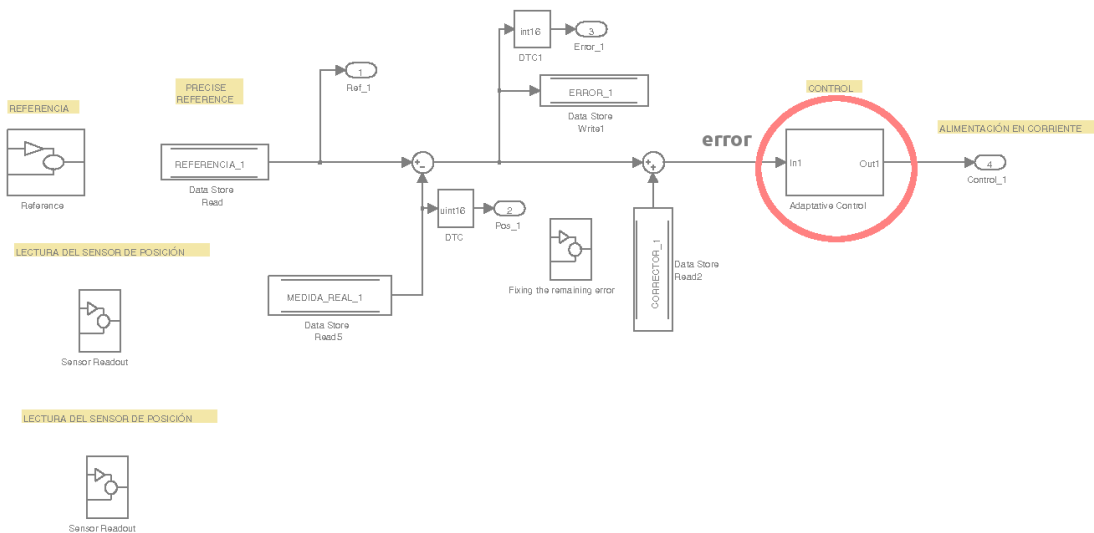 int16
DTC1
3
Error_1
ERROR_1
Data Store
Write1
1
Ref_1
PRECISE
REFERENCE
REFERENCIA
Reference
REFERENCIA_1
Data Store
Read
+
-
uint16
DTC
2
Pos_1
MEDIDA_REAL_1
Data Store
Read5
Fixing the remaining error
+
+
CORRECTOR_1
Data Store
Read2
error
CONTROL
In1
Out1
Adaptative Control
ALIMENTACIÓN EN CORRIENTE
4
Control_1
LECTURA DEL SENSOR DE POSICIÓN
Sensor Readout
LECTURA DEL SENSOR DE POSICIÓN
Sensor Readout